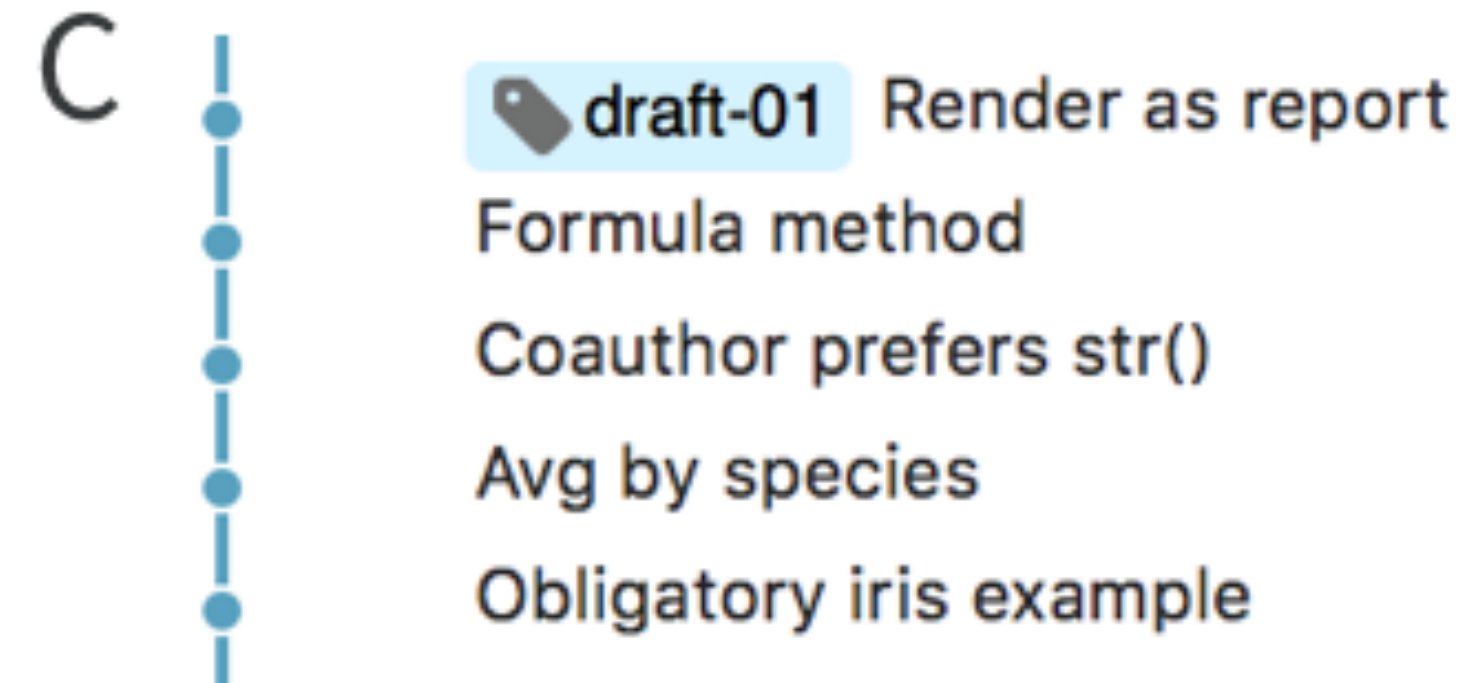 C
draft-01 Render as report
Formula method
Coauthor prefers str()
Avg by species
Obligatory iris example